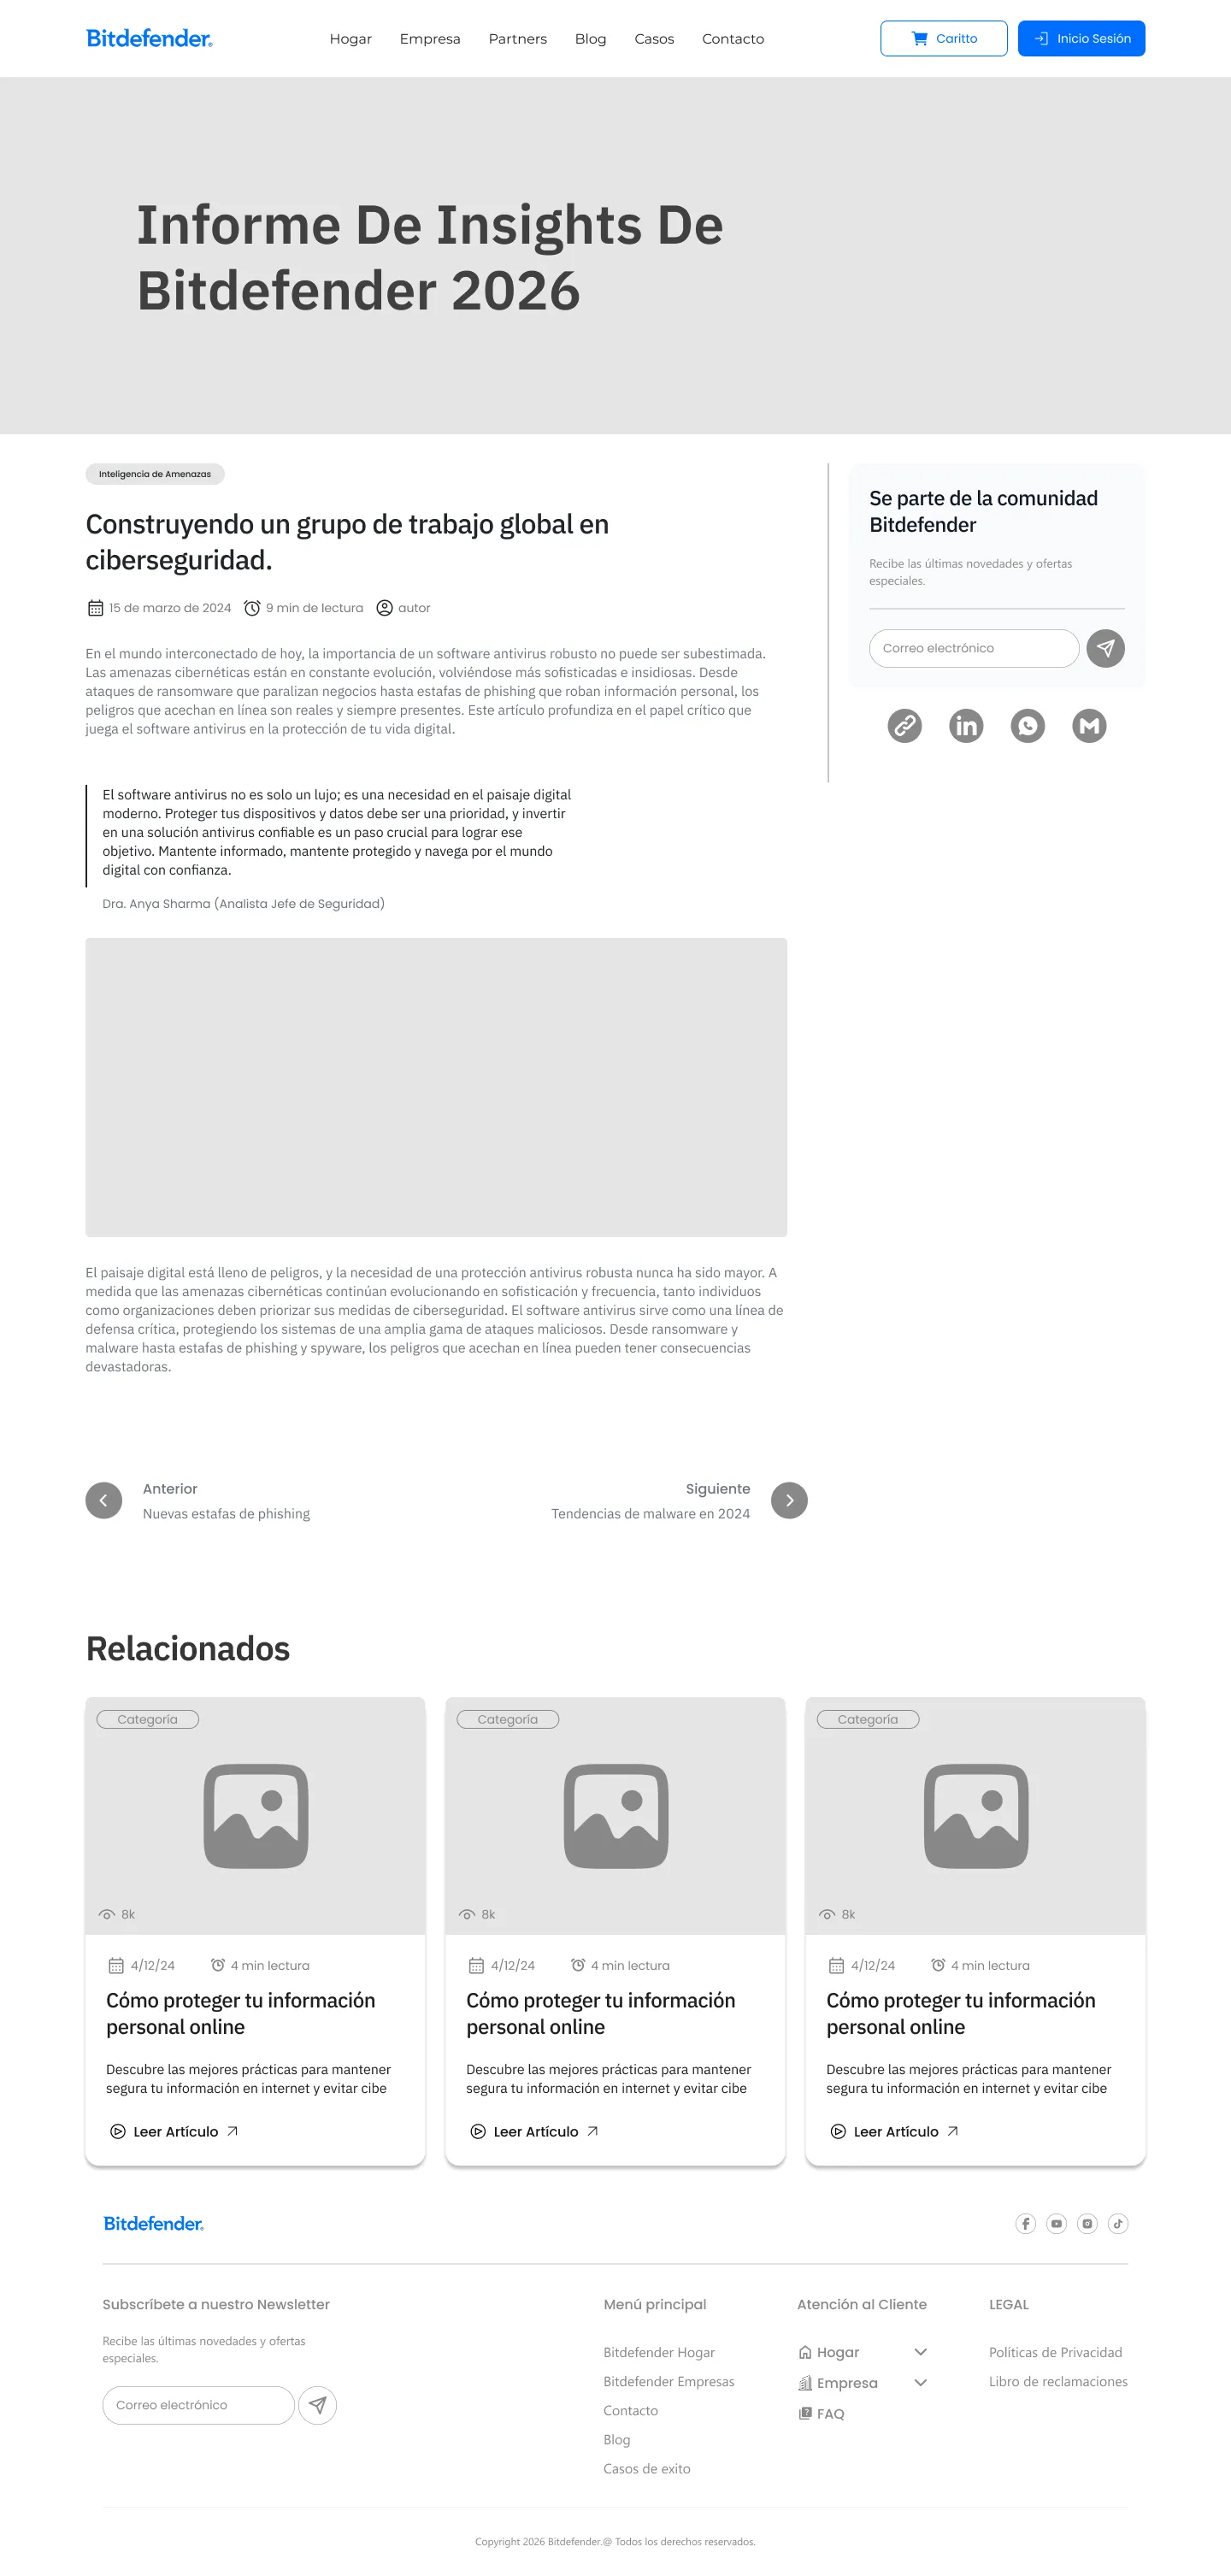 Bitdefender®
Hogar
Empresa
Partners
Blog
Casos
Contacto
Caritto
Inicio Sesión
Informe De Insights De
Bitdefender 2026
Inteligencia de Amenazas
Construyendo un grupo de trabajo global en
ciberseguridad.
15 de marzo de 2024
9 min de lectura
autor
En el mundo interconectado de hoy, la importancia de un software antivirus robusto no puede ser subestimada.
Las amenazas cibernéticas están en constante evolución, volviéndose más sofisticadas e insidiosas. Desde
ataques de ransomware que paralizan negocios hasta estafas de phishing que roban información personal, los
peligros que acechan en línea son reales y siempre presentes. Este artículo profundiza en el papel crítico que
juega el software antivirus en la protección de tu vida digital.
El software antivirus no es solo un lujo; es una necesidad en el paisaje digital
moderno. Proteger tus dispositivos y datos debe ser una prioridad, y invertir
en una solución antivirus confiable es un paso crucial para lograr ese
objetivo. Mantente informado, mantente protegido y navega por el mundo
digital con confianza.
Dra. Anya Sharma (Analista Jefe de Seguridad)
El paisaje digital está lleno de peligros, y la necesidad de una protección antivirus robusta nunca ha sido mayor. A
medida que las amenazas cibernéticas continúan evolucionando en sofisticación y frecuencia, tanto individuos
como organizaciones deben priorizar sus medidas de ciberseguridad. El software antivirus sirve como una línea de
defensa crítica, protegiendo los sistemas de una amplia gama de ataques maliciosos. Desde ransomware y
malware hasta estafas de phishing y spyware, los peligros que acechan en línea pueden tener consecuencias
devastadoras.
Anterior
Nuevas estafas de phishing
Siguiente
Tendencias de malware en 2024
Se parte de la comunidad
Bitdefender
Recibe las últimas novedades y ofertas
especiales.
Correo electrónico
Relacionados
Categoría
8k
4/12/24
4 min lectura
Cómo proteger tu información
personal online
Descubre las mejores prácticas para mantener
segura tu información en internet y evitar cibe
Leer Artículo
Categoría
8k
4/12/24
4 min lectura
Cómo proteger tu información
personal online
Descubre las mejores prácticas para mantener
segura tu información en internet y evitar cibe
Leer Artículo
Categoría
8k
4/12/24
4 min lectura
Cómo proteger tu información
personal online
Descubre las mejores prácticas para mantener
segura tu información en internet y evitar cibe
Leer Artículo
Bitdefender®
Subscríbete a nuestro Newsletter
Recibe las últimas novedades y ofertas
especiales.
Correo electrónico
Menú principal
Bitdefender Hogar
Bitdefender Empresas
Contacto
Blog
Casos de exito
Atención al Cliente
Hogar
Empresa
FAQ
LEGAL
Políticas de Privacidad
Libro de reclamaciones
Copyright 2026 Bitdefender.@ Todos los derechos reservados.